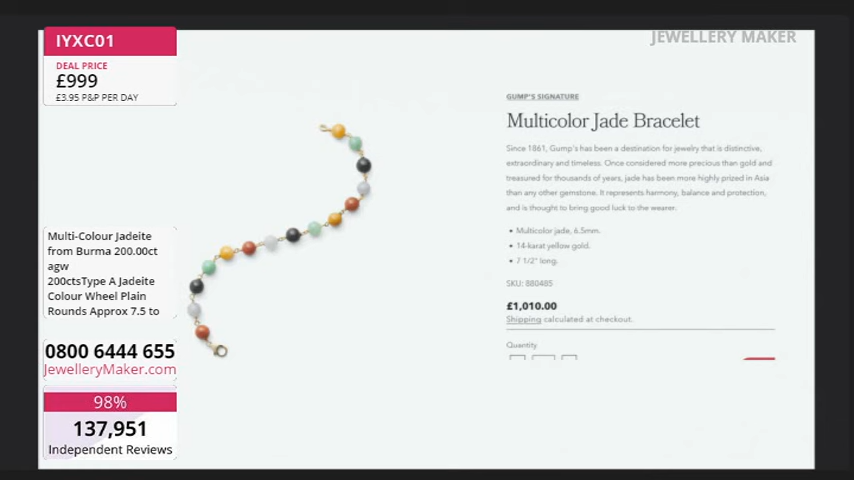 IYXC01
DEAL PRICE
£999
£3.95 P&P PER DAY
Multi-Colour Jadeite
from Burma 200.00ct
agw
200ctsType A Jadeite
Colour Wheel Plain
Rounds Approx 7.5 to
0800 6444 655
JewelleryMaker.com
98%
137,951
Independent Reviews
JEWELLERY MAKER
GUMP'S SIGNATURE
Multicolor Jade Bracelet
Since 1861, Gump's has been a destination for jewelry that is distinctive,
extraordinary and timeless. Once considered more precious than gold and
treasured for thousands of years, jade has been more highly prized in Asia
than any other gemstone. It represents harmony, balance and protection,
and is thought to bring good luck to the wearer.
• Multicolor jade, 6.5mm.
• 14-karat yellow gold.
• 7 1/2" long.
SKU: 880485
£1,010.00
Shipping calculated at checkout.
Quantity